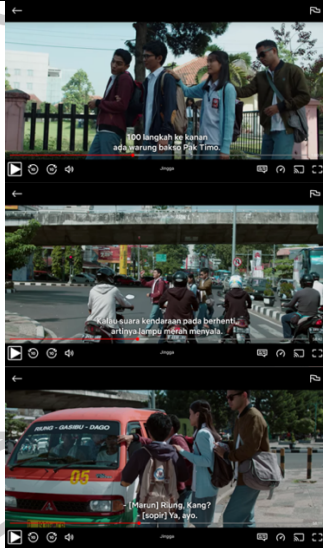 100 langkah ke kanan
ada warung bakso Pak Timo.
Jingga
Kalau suara kendaraan pada berhenti,
artinya lampu merah menyala.
Jingga
RIUNG - GASIBU - DAGO
05
- [Marun] Riung, Kang?
- [sopir] Ya, ayo.
Jingga